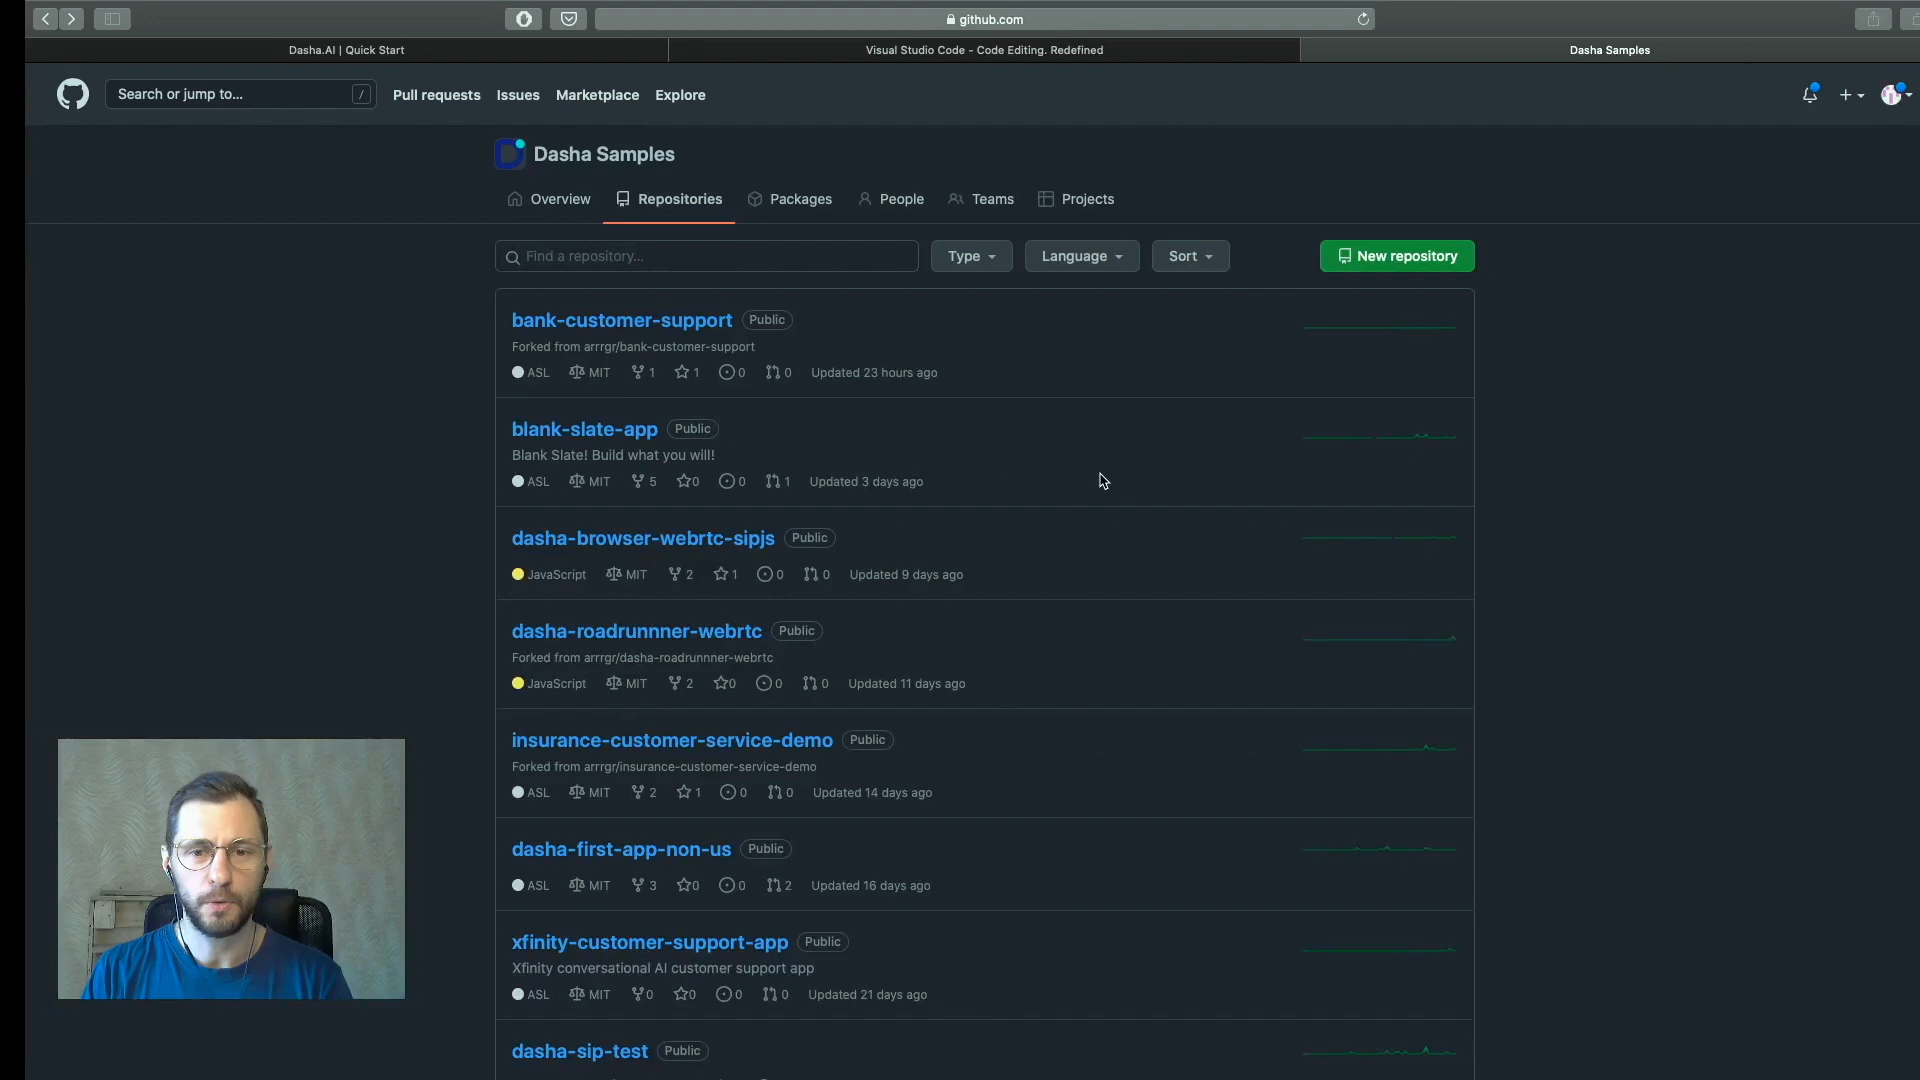 github.com
Dasha.AI | Quick Start
Visual Studio Code - Code Editing. Redefined
Dasha Samples
Search or jump to...
/
Pull requests
Issues
Marketplace
Explore
Dasha Samples
Overview
Repositories
Packages
People
Teams
Projects
Find a repository...
Type
Language
Sort
New repository
bank-customer-support Public
Forked from arrrgr/bank-customer-support
ASL MIT 1 1 0 0 Updated 23 hours ago
blank-slate-app Public
Blank Slate! Build what you will!
ASL MIT 5 0 0 1 Updated 3 days ago
dasha-browser-webrtc-sipjs Public
JavaScript MIT 2 1 0 0 Updated 9 days ago
dasha-roadrunnner-webrtc Public
Forked from arrrgr/dasha-roadrunnner-webrtc
JavaScript MIT 2 0 0 0 Updated 11 days ago
insurance-customer-service-demo Public
Forked from arrrgr/insurance-customer-service-demo
ASL MIT 2 1 0 0 Updated 14 days ago
dasha-first-app-non-us Public
ASL MIT 3 0 0 2 Updated 16 days ago
xfinity-customer-support-app Public
Xfinity conversational AI customer support app
ASL MIT 0 0 0 0 Updated 21 days ago
dasha-sip-test Public